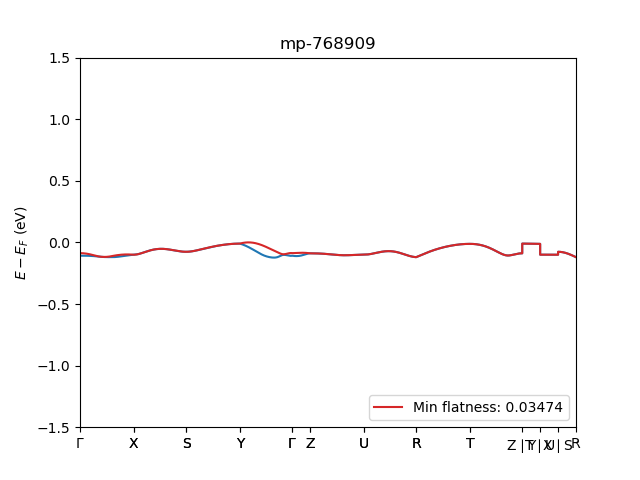 mp-768909
1.5
1.0
0.5
0.0
−0.5
−1.0
−1.5
E − E_F (eV)
Min flatness: 0.03474
Γ X S Y Γ Z U R T Z | T Y | X U | S R